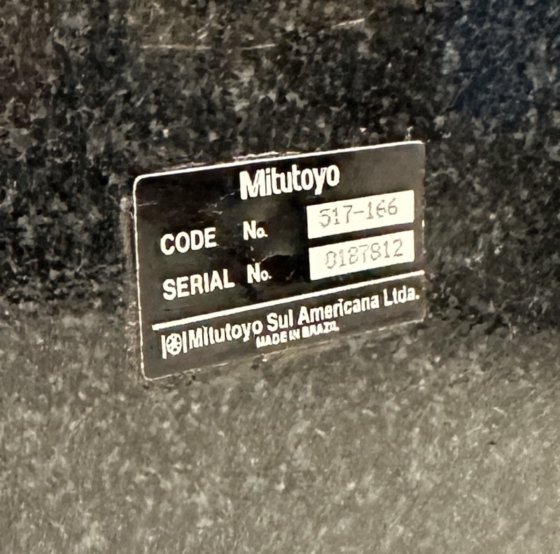 Mitutoyo
CODE No. 517-166
SERIAL No. 0187812
Mitutoyo Sul Americana Ltda.
MADE IN BRAZIL